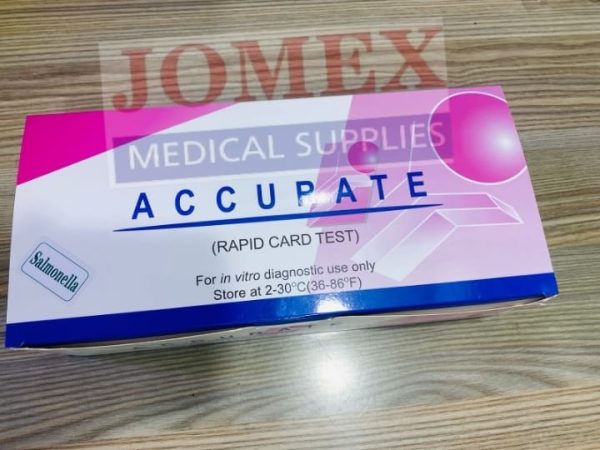 JOMEX
MEDICAL SUPPLIES
ACCURATE
(RAPID CARD TEST)
Salmonella
For in vitro diagnostic use only
Store at 2-30°C(36-86°F)